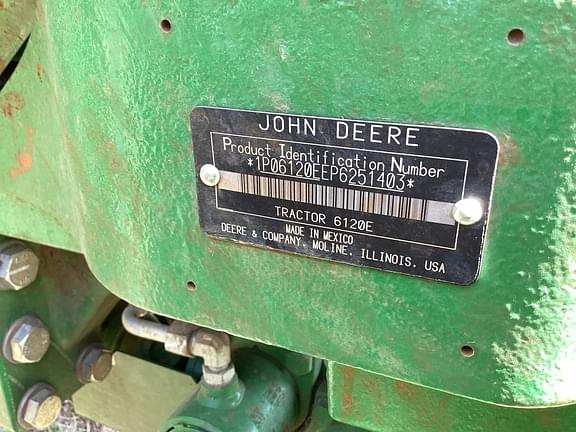 JOHN DEERE
Product Identification Number
*1P06120EEP6251403*
TRACTOR 6120E
MADE IN MEXICO
DEERE & COMPANY, MOLINE, ILLINOIS, USA